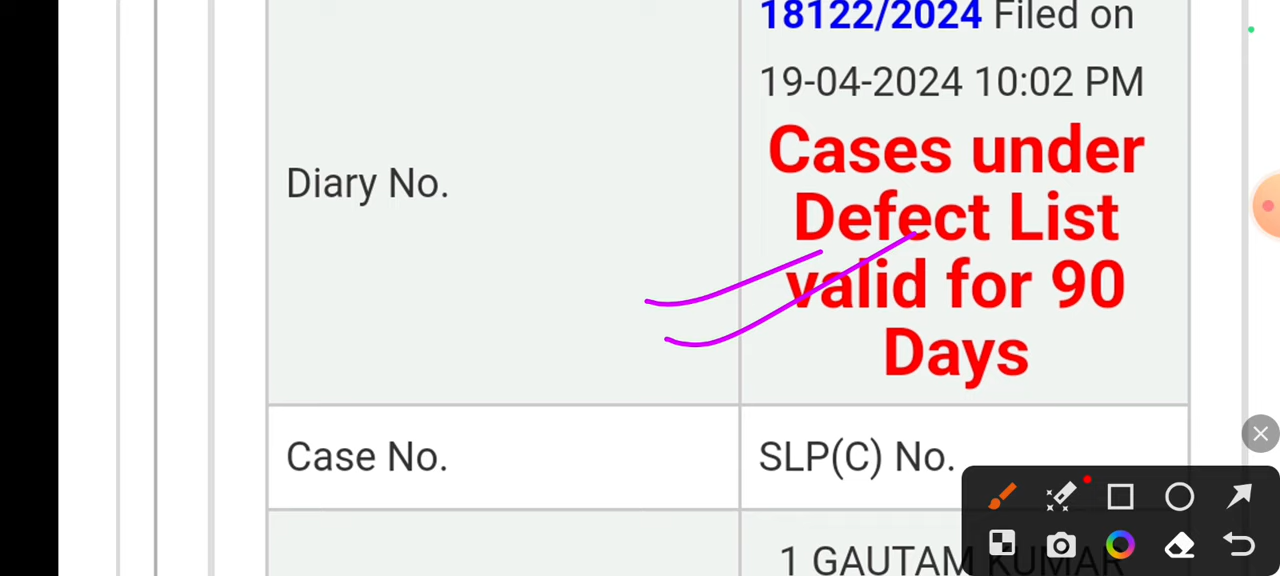 18122/2024 Filed on
19-04-2024 10:02 PM
Cases under
Defect List
valid for 90
Days
Diary No.
Case No.
SLP(C) No.
1 GAUTAM KUMAR